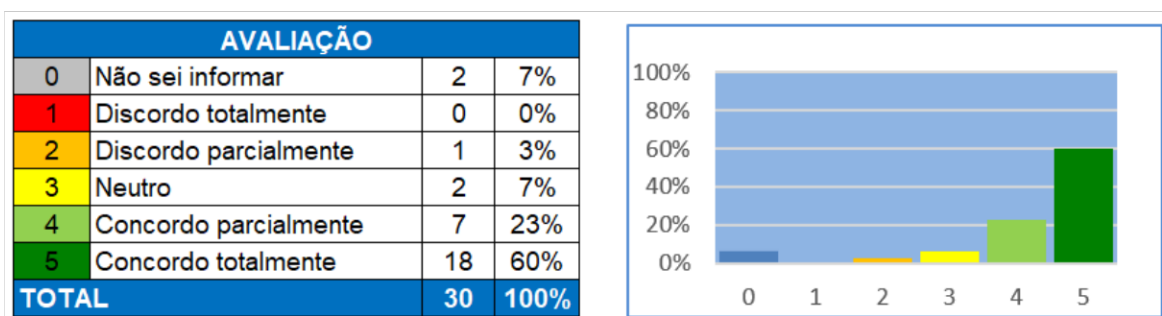 AVALIAÇÃO
0 Não sei informar 2 7%
1 Discordo totalmente 0 0%
2 Discordo parcialmente 1 3%
3 Neutro 2 7%
4 Concordo parcialmente 7 23%
5 Concordo totalmente 18 60%
TOTAL 30 100%
100%
80%
60%
40%
20%
0%
0 1 2 3 4 5